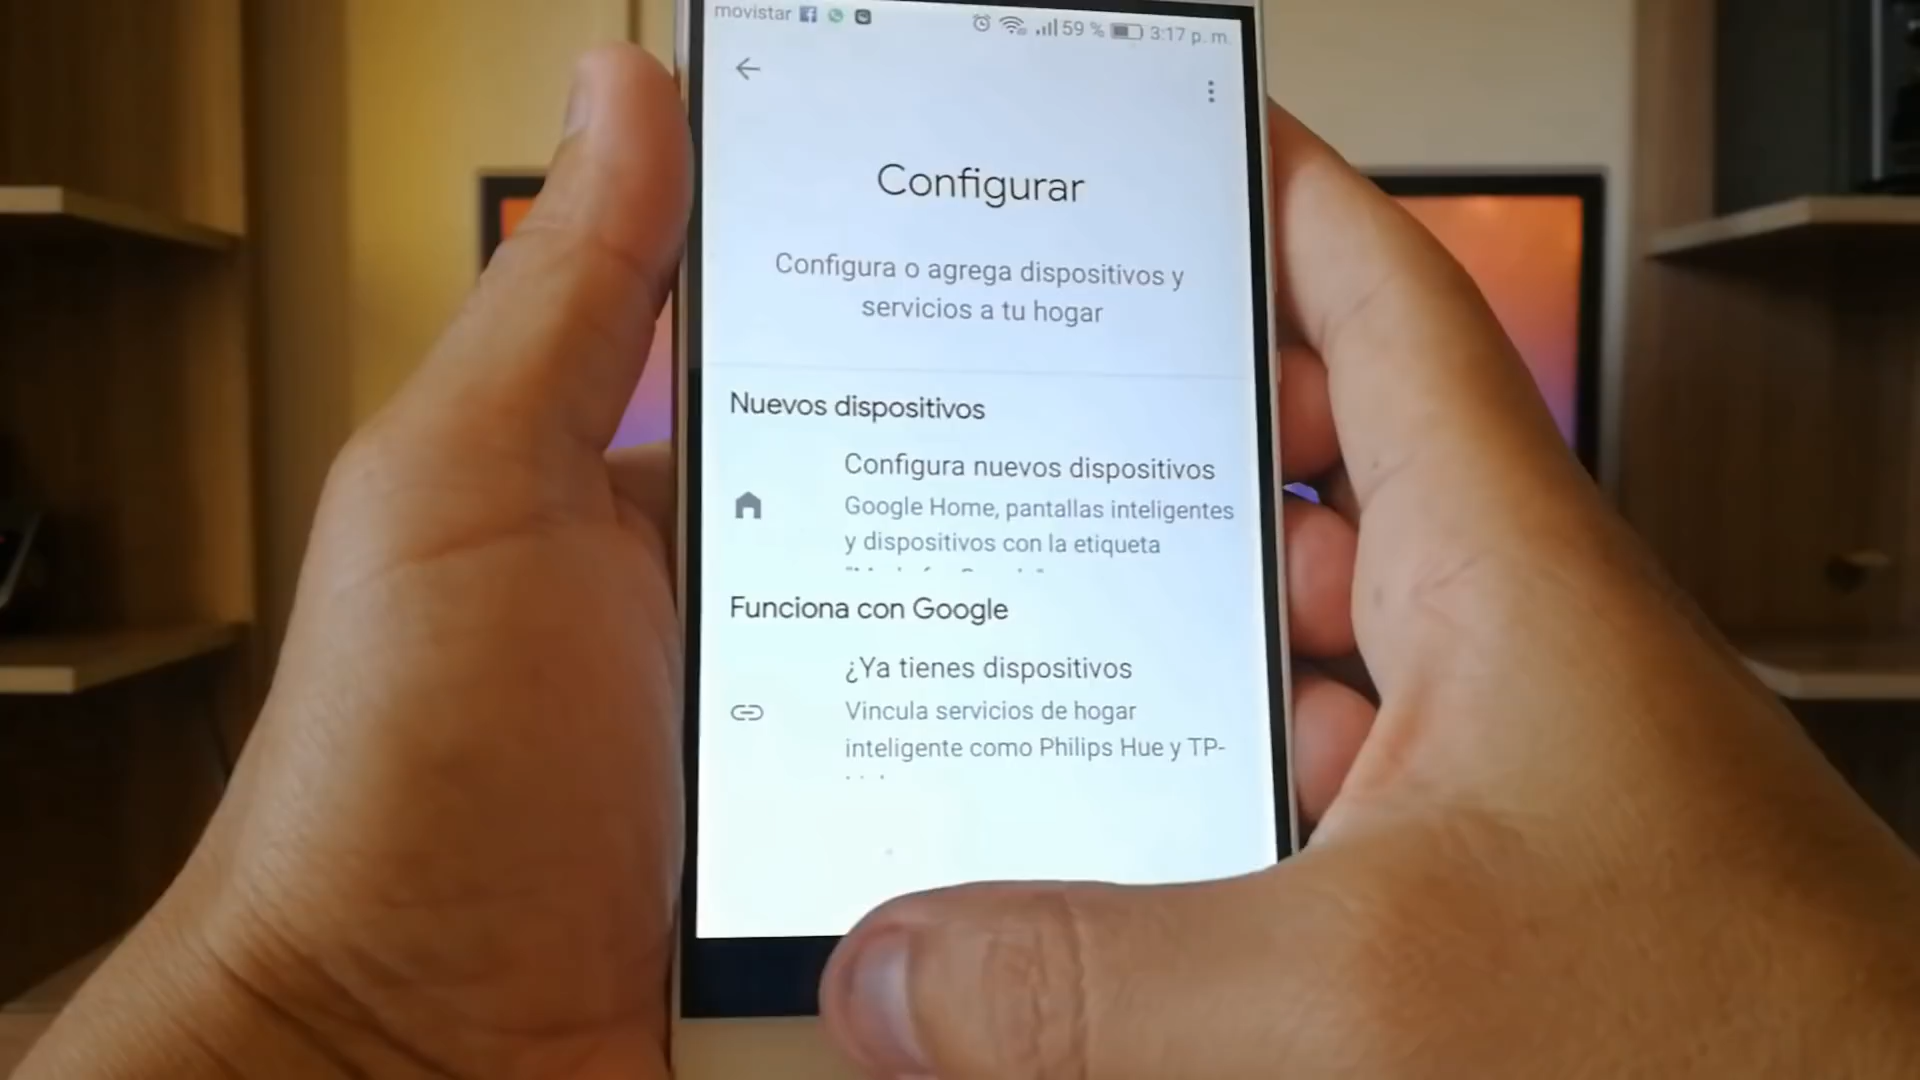 movistar 59 % 3:17 p. m.
Configurar
Configura o agrega dispositivos y
servicios a tu hogar
Nuevos dispositivos
Configura nuevos dispositivos
Google Home, pantallas inteligentes
y dispositivos con la etiqueta
Funciona con Google
¿Ya tienes dispositivos
Vincula servicios de hogar
inteligente como Philips Hue y TP-